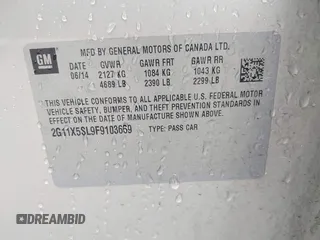 GM
MFD BY GENERAL MOTORS OF CANADA LTD.
06/14 GVWR GAWR FRT GAWR RR
2127 KG 1084 KG 1043 KG
4689 LB 2390 LB 2299 LB
THIS VEHICLE CONFORMS TO ALL APPLICABLE U.S. FEDERAL MOTOR
VEHICLE SAFETY, BUMPER, AND THEFT PREVENTION STANDARDS
IN EFFECT ON THE DATE OF MANUFACTURE SHOWN ABOVE.
2G11X5SL9F9103659 TYPE: PASS CAR
DREAMBID